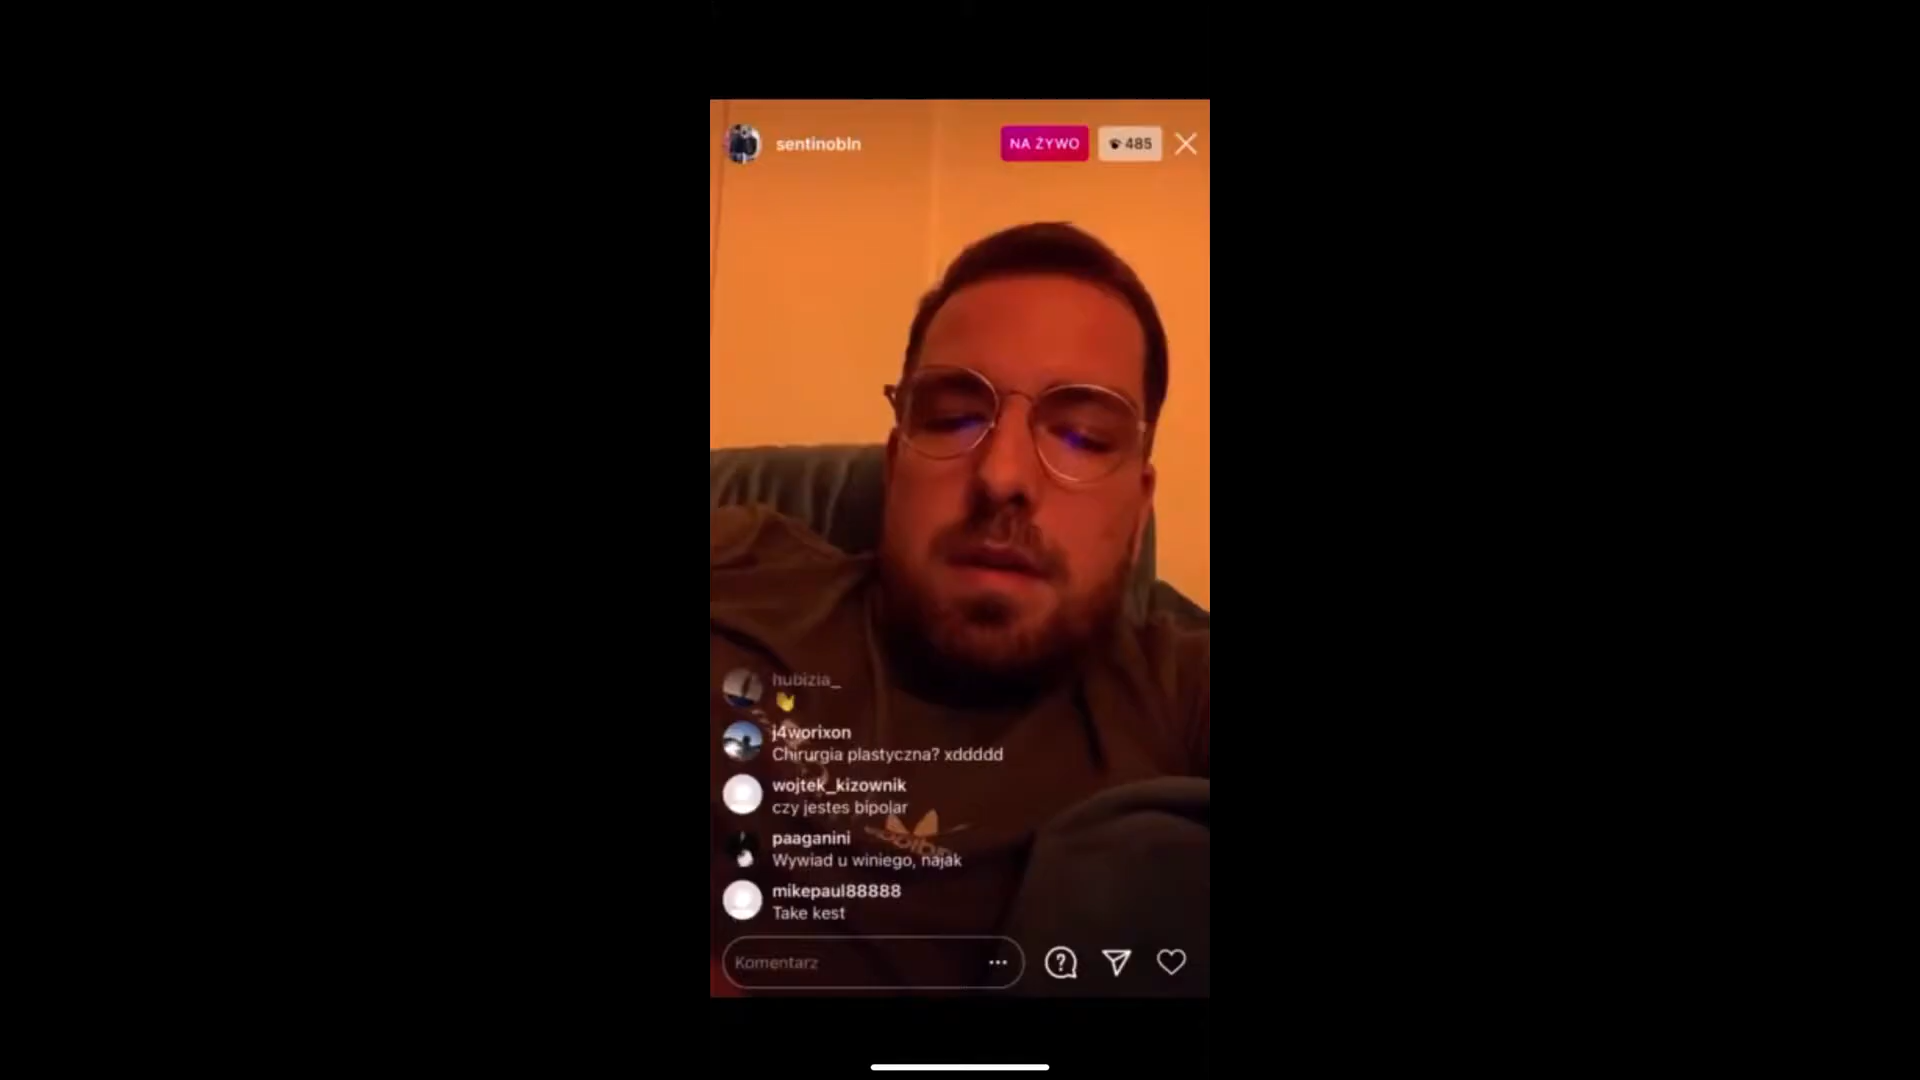 sentinobln
NA ŻYWO
485
hubizia_
j4worixon
Chirurgia plastyczna? xddddd
wojtek_kizownik
czy jestes bipolar
paaganini
Wywiad u winiego, najak
mikepaul88888
Take kest
Komentarz